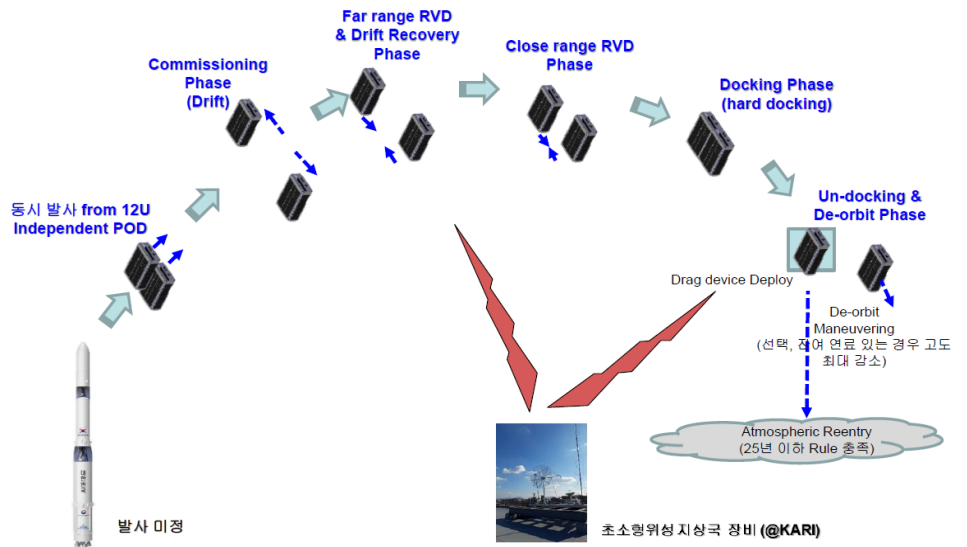 Far range RVD
& Drift Recovery
Phase
Close range RVD
Phase
Commissioning
Phase
(Drift)
Docking Phase
(hard docking)
동시 발사 from 12U
Independent POD
Un-docking &
De-orbit Phase
Drag device Deploy
De-orbit
Maneuvering
(선택, 잔여 연료 있는 경우 고도
최대 감소)
Atmospheric Reentry
(25년 이하 Rule 충족)
발사 미정
초소형위성 지상국 장비 (@KARI)